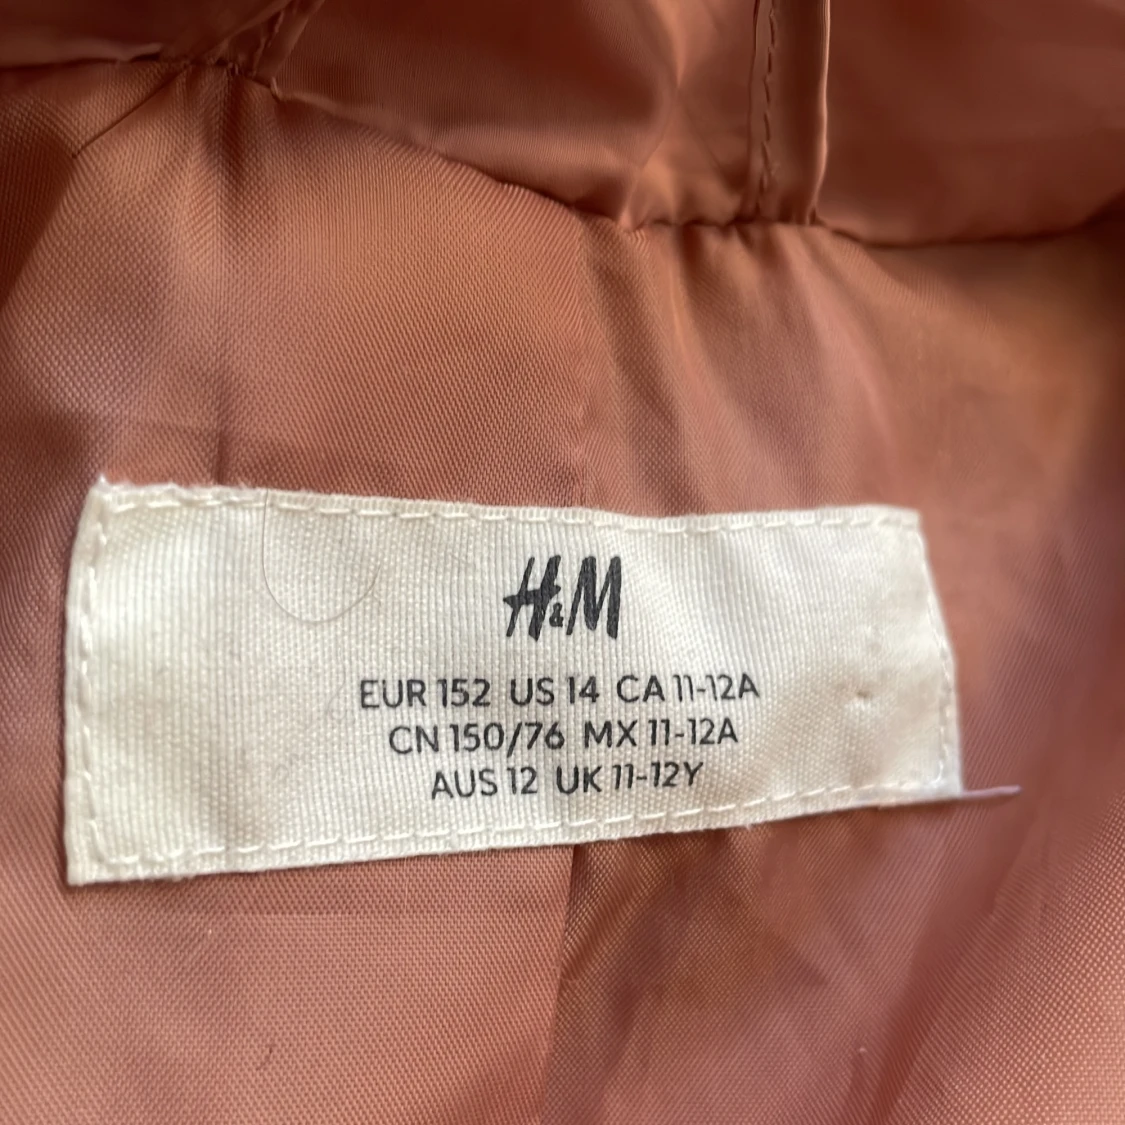 H&M
EUR 152 US 14 CA 11-12A
CN 150/76 MX 11-12A
AUS 12 UK 11-12Y